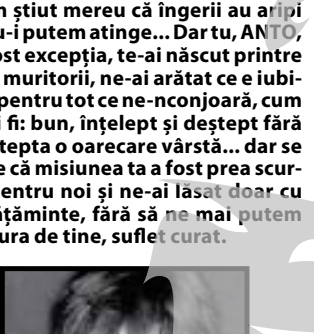 n știut mereu că îngerii au aripi
u-i putem atinge... Dar tu, ANTO,
ost excepția, te-ai născut printre
muritorii, ne-ai arătat ce e iubi-
pentru tot ce ne-nconjoară, cum
i fi: bun, înțelept și deștept fără
tepta o oarecare vârstă... dar se
e că misiunea ta a fost prea scur-
entru noi și ne-ai lăsat doar cu
ățăminte, fără să ne mai putem
ura de tine, suflet curat.